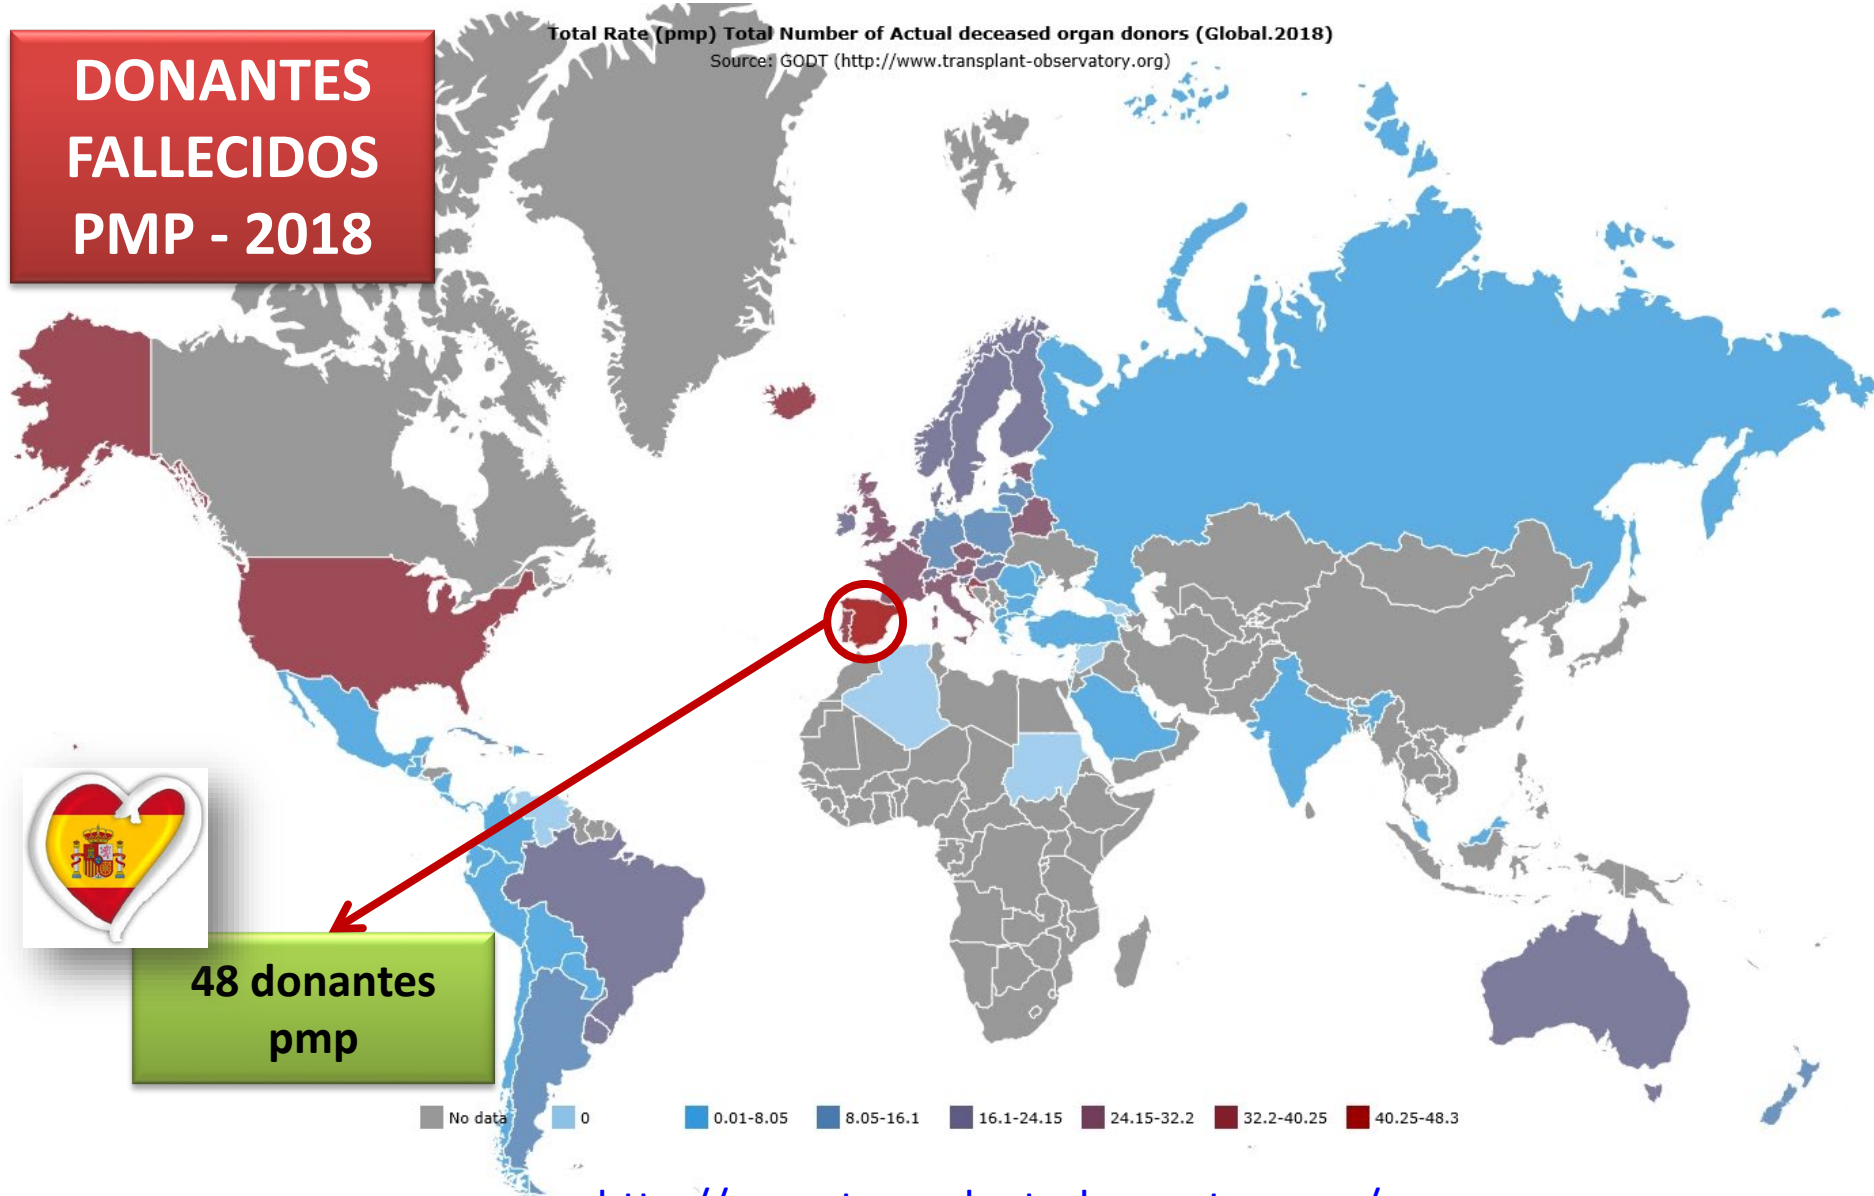 Total Rate (pmp) Total Number of Actual deceased organ donors (Global.2018)
Source: GODT (http://www.transplant-observatory.org)
DONANTES
FALLECIDOS
PMP - 2018
48 donantes
pmp
No data
0
0.01-8.05
8.05-16.1
16.1-24.15
24.15-32.2
32.2-40.25
40.25-48.3